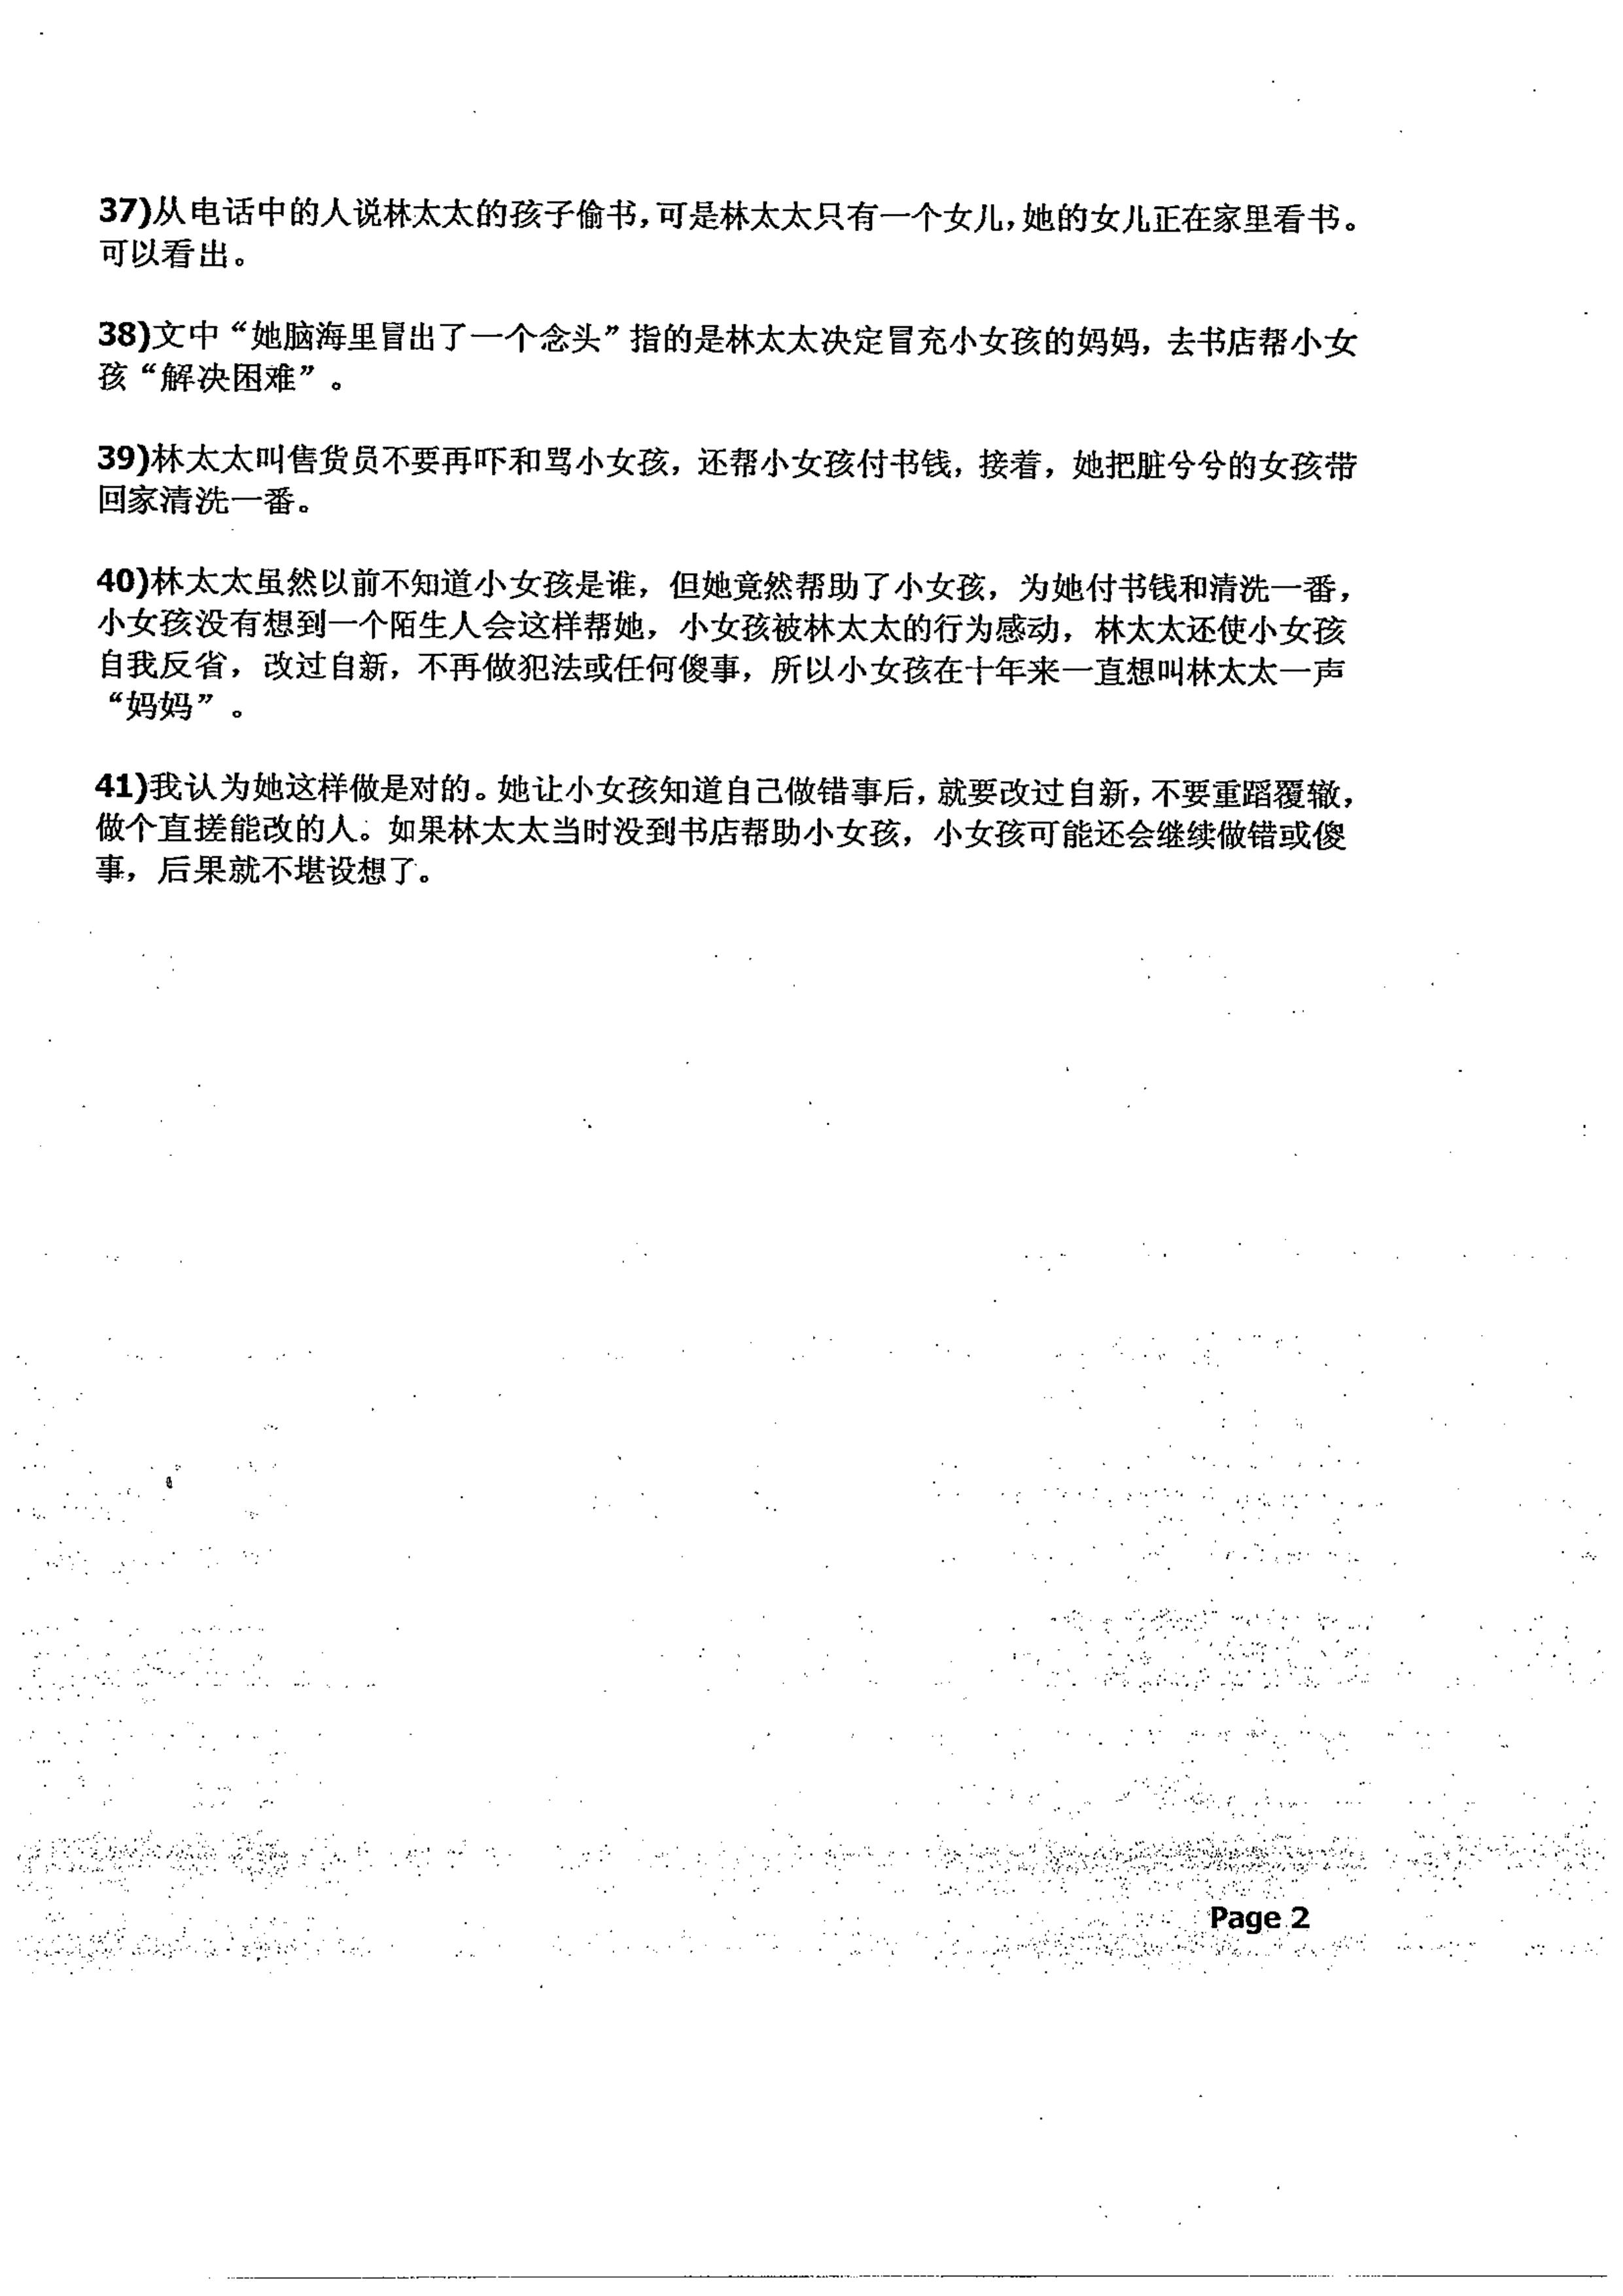 37)从电话中的人说林太太的孩子偷书，可是林太太只有一个女儿，她的女儿正在家里看书。
可以看出。
38)文中“她脑海里冒出了一个念头”指的是林太太决定冒充小女孩的妈妈，去书店帮小女
孩“解决困难”。
39)林太太叫售货员不要再吓和骂小女孩，还帮小女孩付书钱，接着，她把脏兮兮的女孩带
回家清洗一番。
40)林太太虽然以前不知道小女孩是谁，但她竟然帮助了小女孩，为她付书钱和清洗一番，
小女孩没有想到一个陌生人会这样帮她，小女孩被林太太的行为感动，林太太还使小女孩
自我反省，改过自新，不再做犯法或任何傻事，所以小女孩在十年来一直想叫林太太一声
“妈妈”。
41)我认为她这样做是对的。她让小女孩知道自己做错事后，就要改过自新，不要重蹈覆辙，
做个直搓能改的人。如果林太太当时没到书店帮助小女孩，小女孩可能还会继续做错或傻
事，后果就不堪设想了。
Page 2